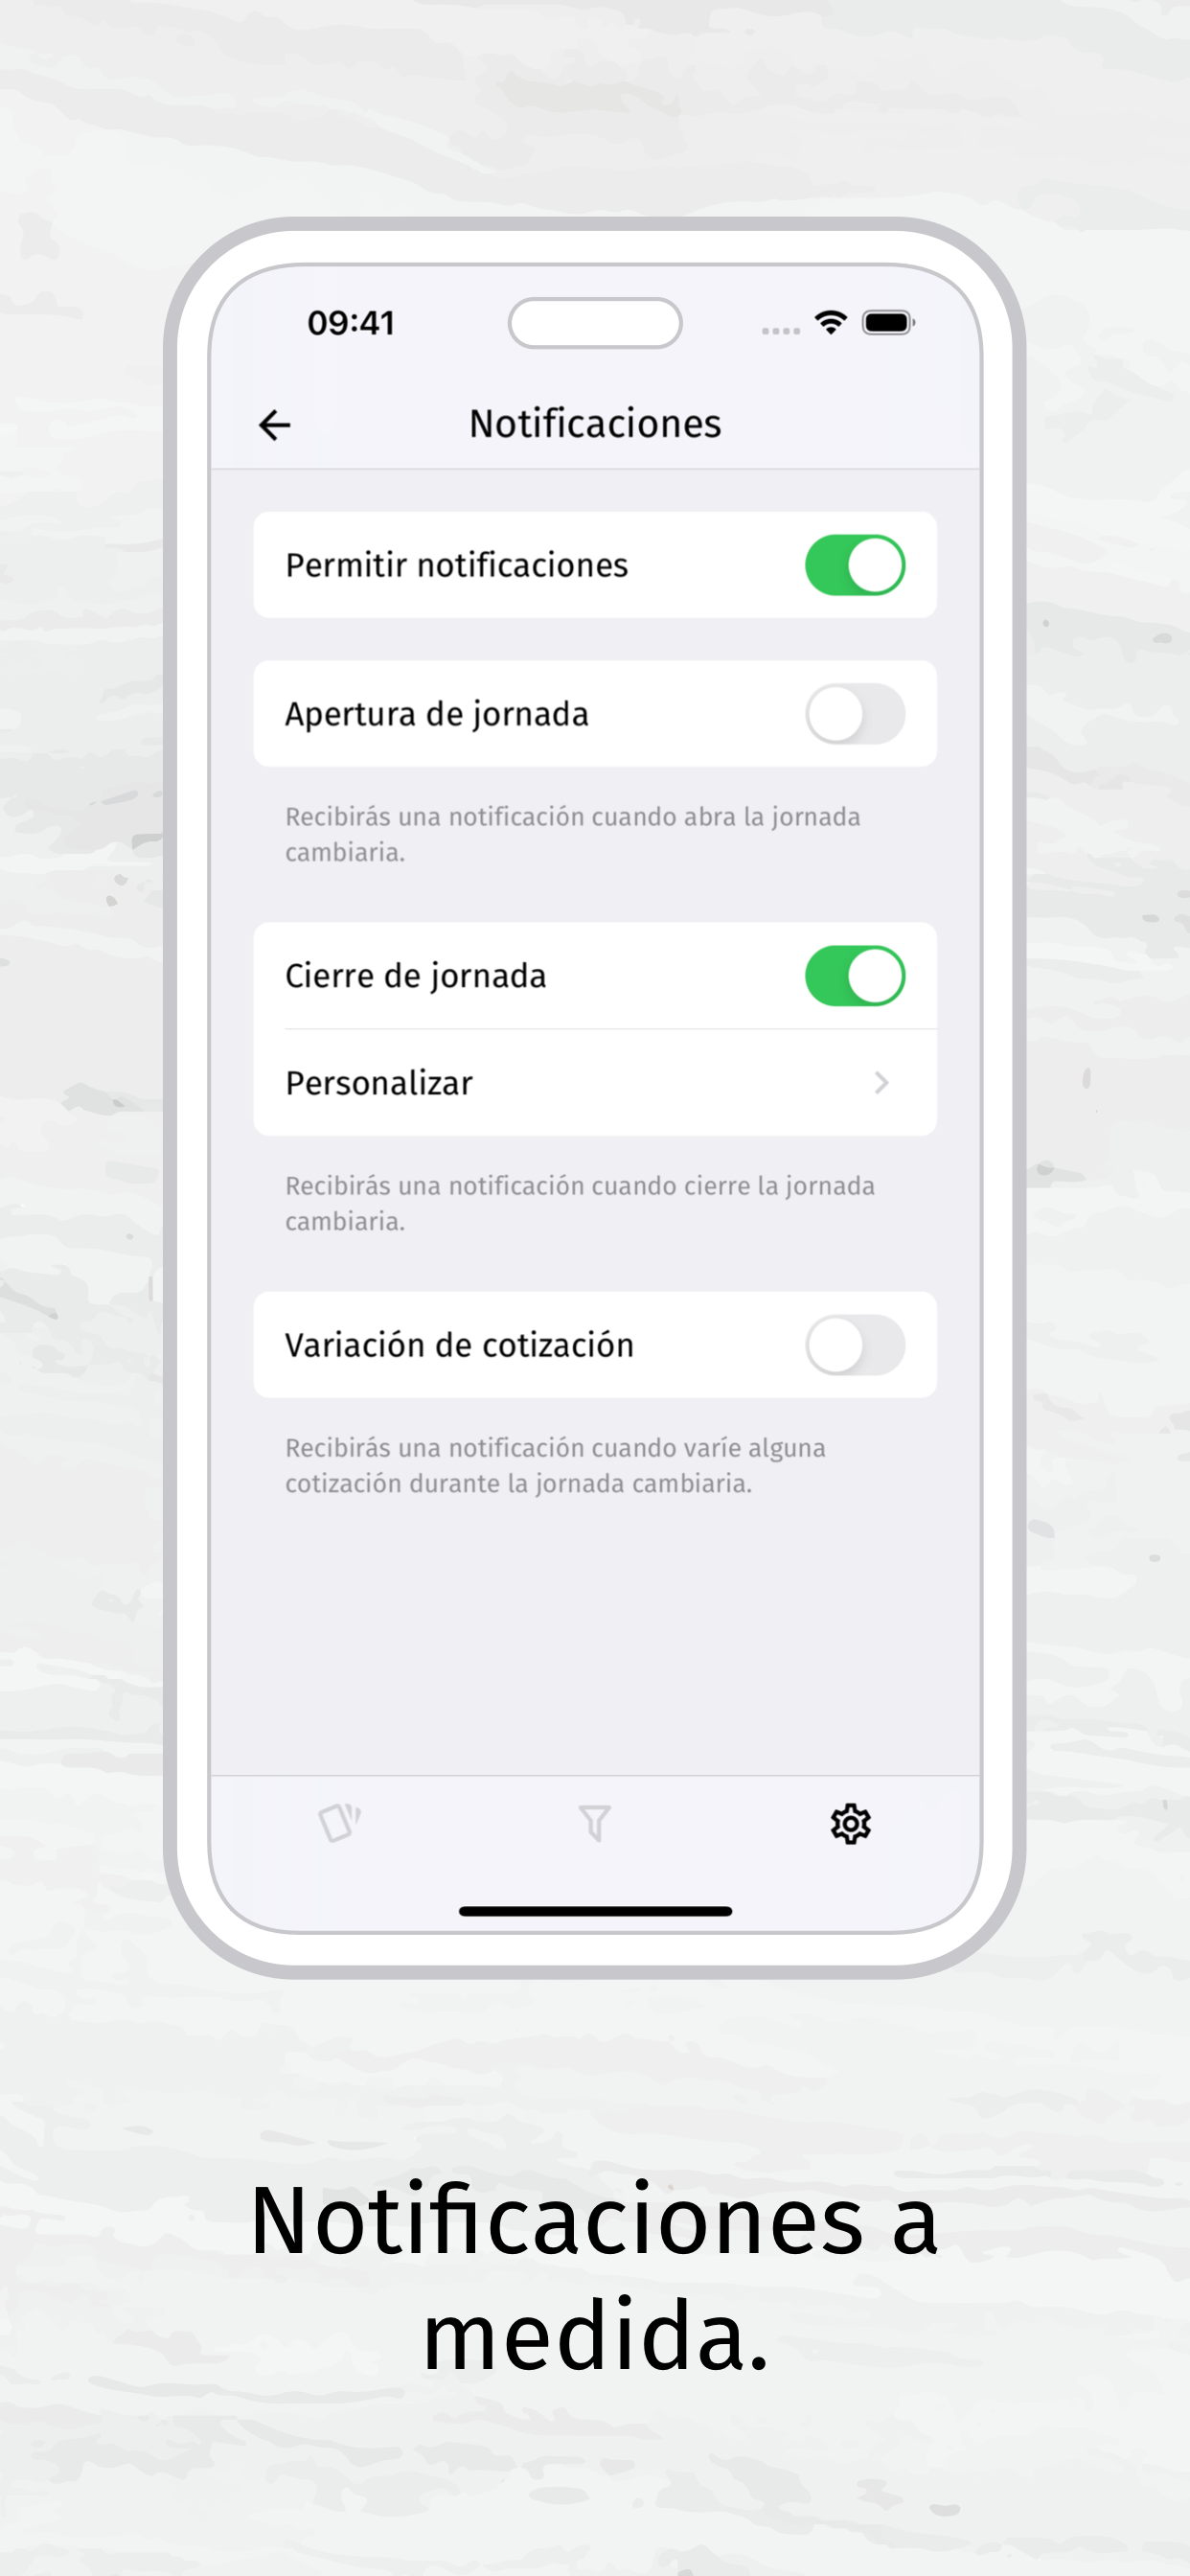 09:41
Notificaciones
Permitir notificaciones
Apertura de jornada
Recibirás una notificación cuando abra la jornada
cambiaria.
Cierre de jornada
Personalizar
Recibirás una notificación cuando cierre la jornada
cambiaria.
Variación de cotización
Recibirás una notificación cuando varíe alguna
cotización durante la jornada cambiaria.
Notificaciones a
medida.